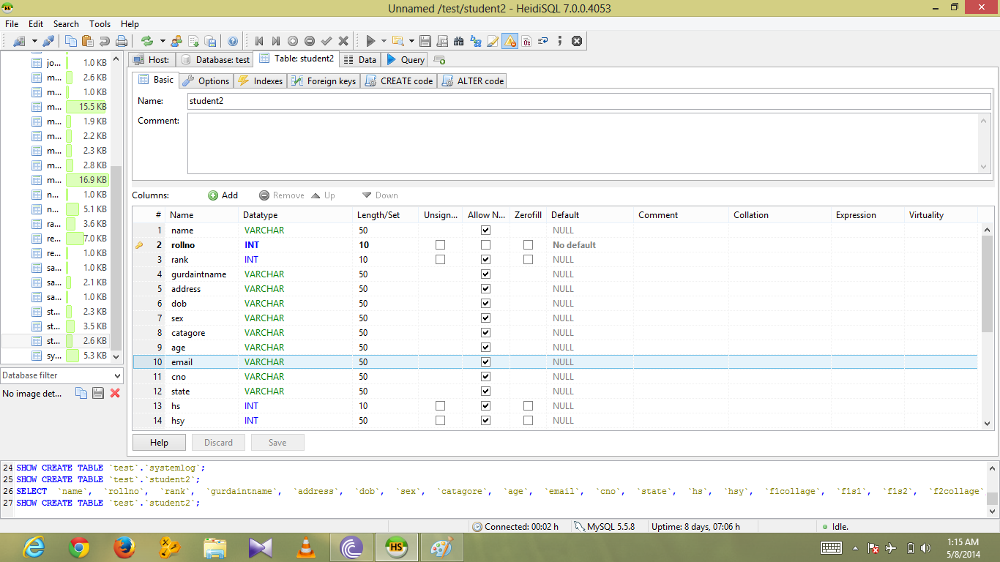 Unnamed /test/student2 - HeidiSQL 7.0.0.4053
File Edit Search Tools Help
Host: Database: test Table: student2 Data Query
Basic Options Indexes Foreign keys CREATE code ALTER code
Name: student2
Comment:
jo... 1.0 KB
m... 2.6 KB
m... 1.0 KB
m... 15.5 KB
m... 1.9 KB
m... 2.2 KB
m... 2.3 KB
m... 2.8 KB
m... 16.9 KB
n... 1.0 KB
n... 5.1 KB
ra... 3.6 KB
re... 7.0 KB
re... 1.0 KB
sa... 1.0 KB
sa... 2.1 KB
sa... 1.0 KB
st... 2.3 KB
st... 3.5 KB
st... 2.6 KB
sy... 5.3 KB
Database filter
No image det...
Columns: Add Remove Up Down
# Name Datatype Length/Set Unsign... Allow N... Zerofill Default Comment Collation Expression Virtuality
1 name VARCHAR 50 NULL
2 rollno INT 10 No default
3 rank INT 10 NULL
4 gurdaintname VARCHAR 50 NULL
5 address VARCHAR 50 NULL
6 dob VARCHAR 50 NULL
7 sex VARCHAR 50 NULL
8 catagore VARCHAR 50 NULL
9 age VARCHAR 50 NULL
10 email VARCHAR 50 NULL
11 cno VARCHAR 50 NULL
12 state VARCHAR 50 NULL
13 hs INT 10 NULL
14 hsy INT 50 NULL
Help Discard Save
24 SHOW CREATE TABLE `test`.`systemlog`;
25 SHOW CREATE TABLE `test`.`student2`;
26 SELECT `name`, `rollno`, `rank`, `gurdaintname`, `address`, `dob`, `sex`, `catagore`, `age`, `email`, `cno`, `state`, `hs`, `hsy`, `f1collage`, `f1s1`, `f1s2`, `f2collage`
27 SHOW CREATE TABLE `test`.`student2`;
Connected: 00:02 h MySQL 5.5.8 Uptime: 8 days, 07:06 h Idle.
HS
1:15 AM
5/8/2014